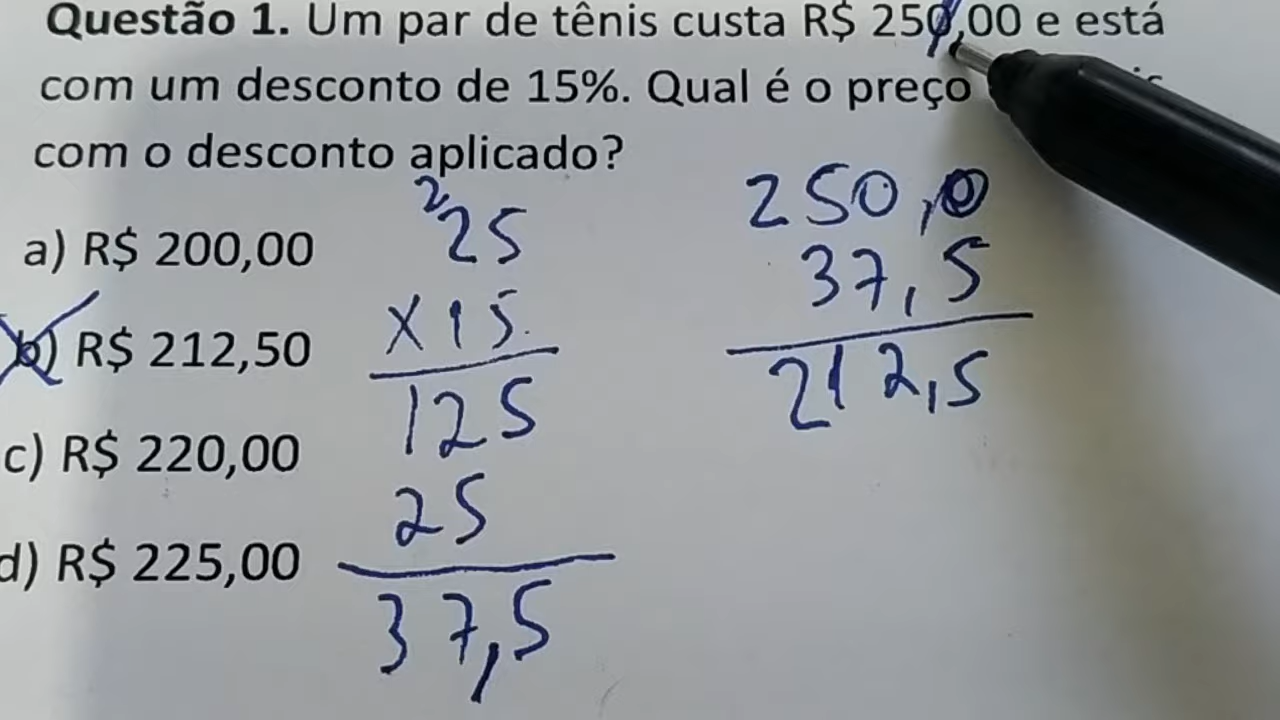 Questão 1. Um par de tênis custa R$ 250,00 e está
com um desconto de 15%. Qual é o preço
com o desconto aplicado?
a) R$ 200,00
b) R$ 212,50
c) R$ 220,00
d) R$ 225,00
2
25
X 15
125
25
37,5
250,0
37,5
212,5